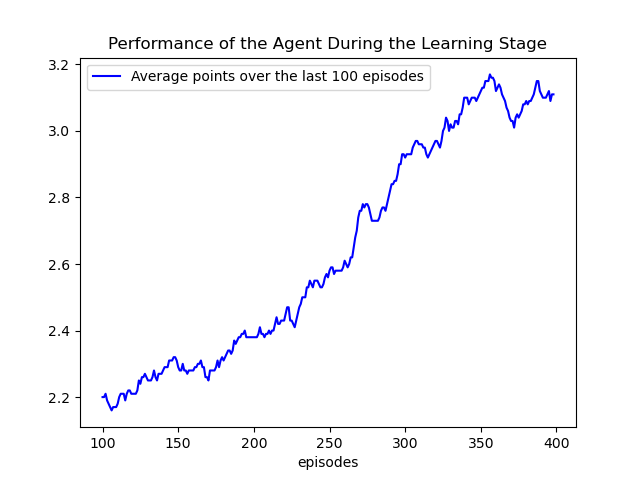 Performance of the Agent During the Learning Stage
Average points over the last 100 episodes
3.2
3.0
2.8
2.6
2.4
2.2
100 150 200 250 300 350 400
episodes